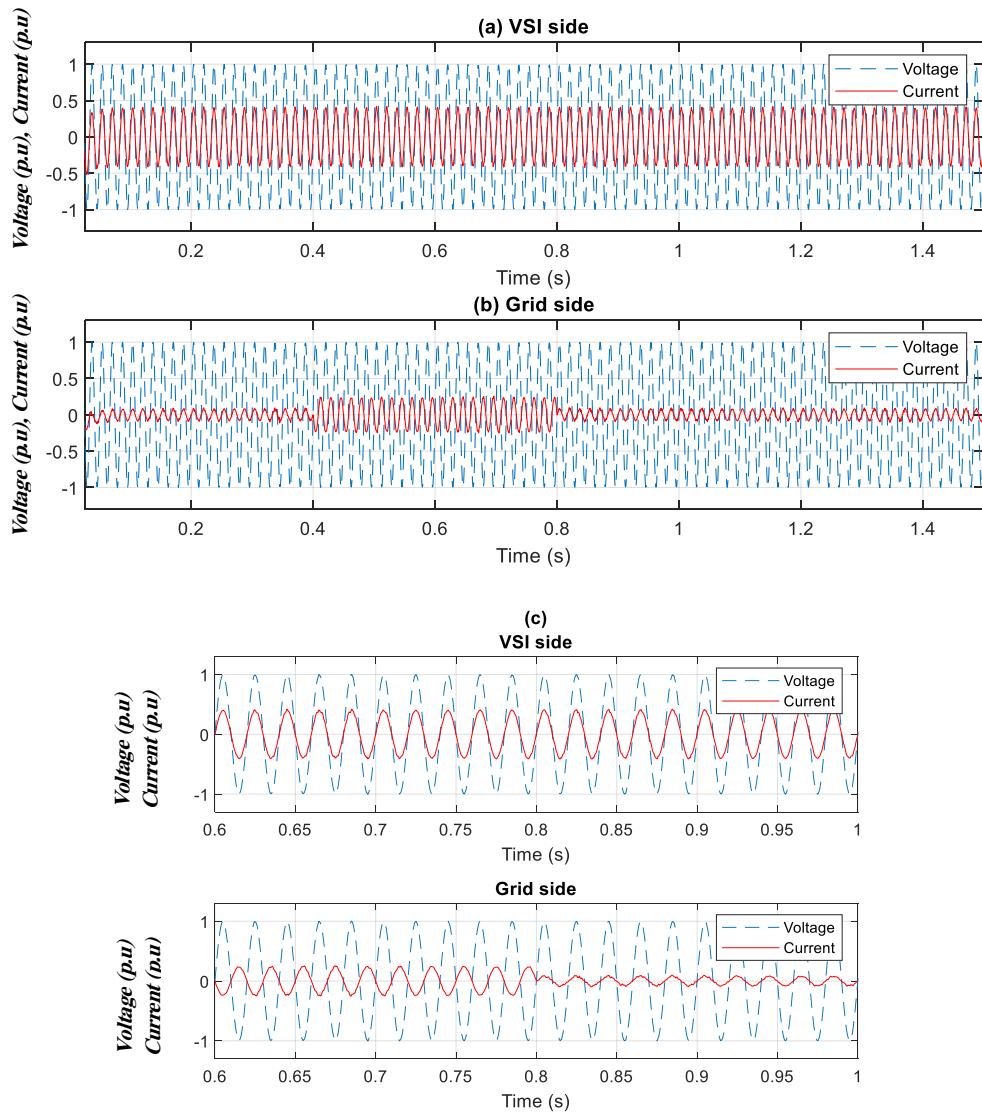 (a) VSI side
Voltage (p.u), Current (p.u)
1
0.5
0
-0.5
-1
Voltage
Current
0.2 0.4 0.6 0.8 1 1.2 1.4
Time (s)
(b) Grid side
Voltage (p.u), Current (p.u)
1
0.5
0
-0.5
-1
Voltage
Current
0.2 0.4 0.6 0.8 1 1.2 1.4
Time (s)
(c)
VSI side
Voltage (p.u)
Current (p.u)
1
0
-1
Voltage
Current
0.6 0.65 0.7 0.75 0.8 0.85 0.9 0.95 1
Time (s)
Grid side
Voltage (p.u)
Current (p.u)
1
0
-1
Voltage
Current
0.6 0.65 0.7 0.75 0.8 0.85 0.9 0.95 1
Time (s)